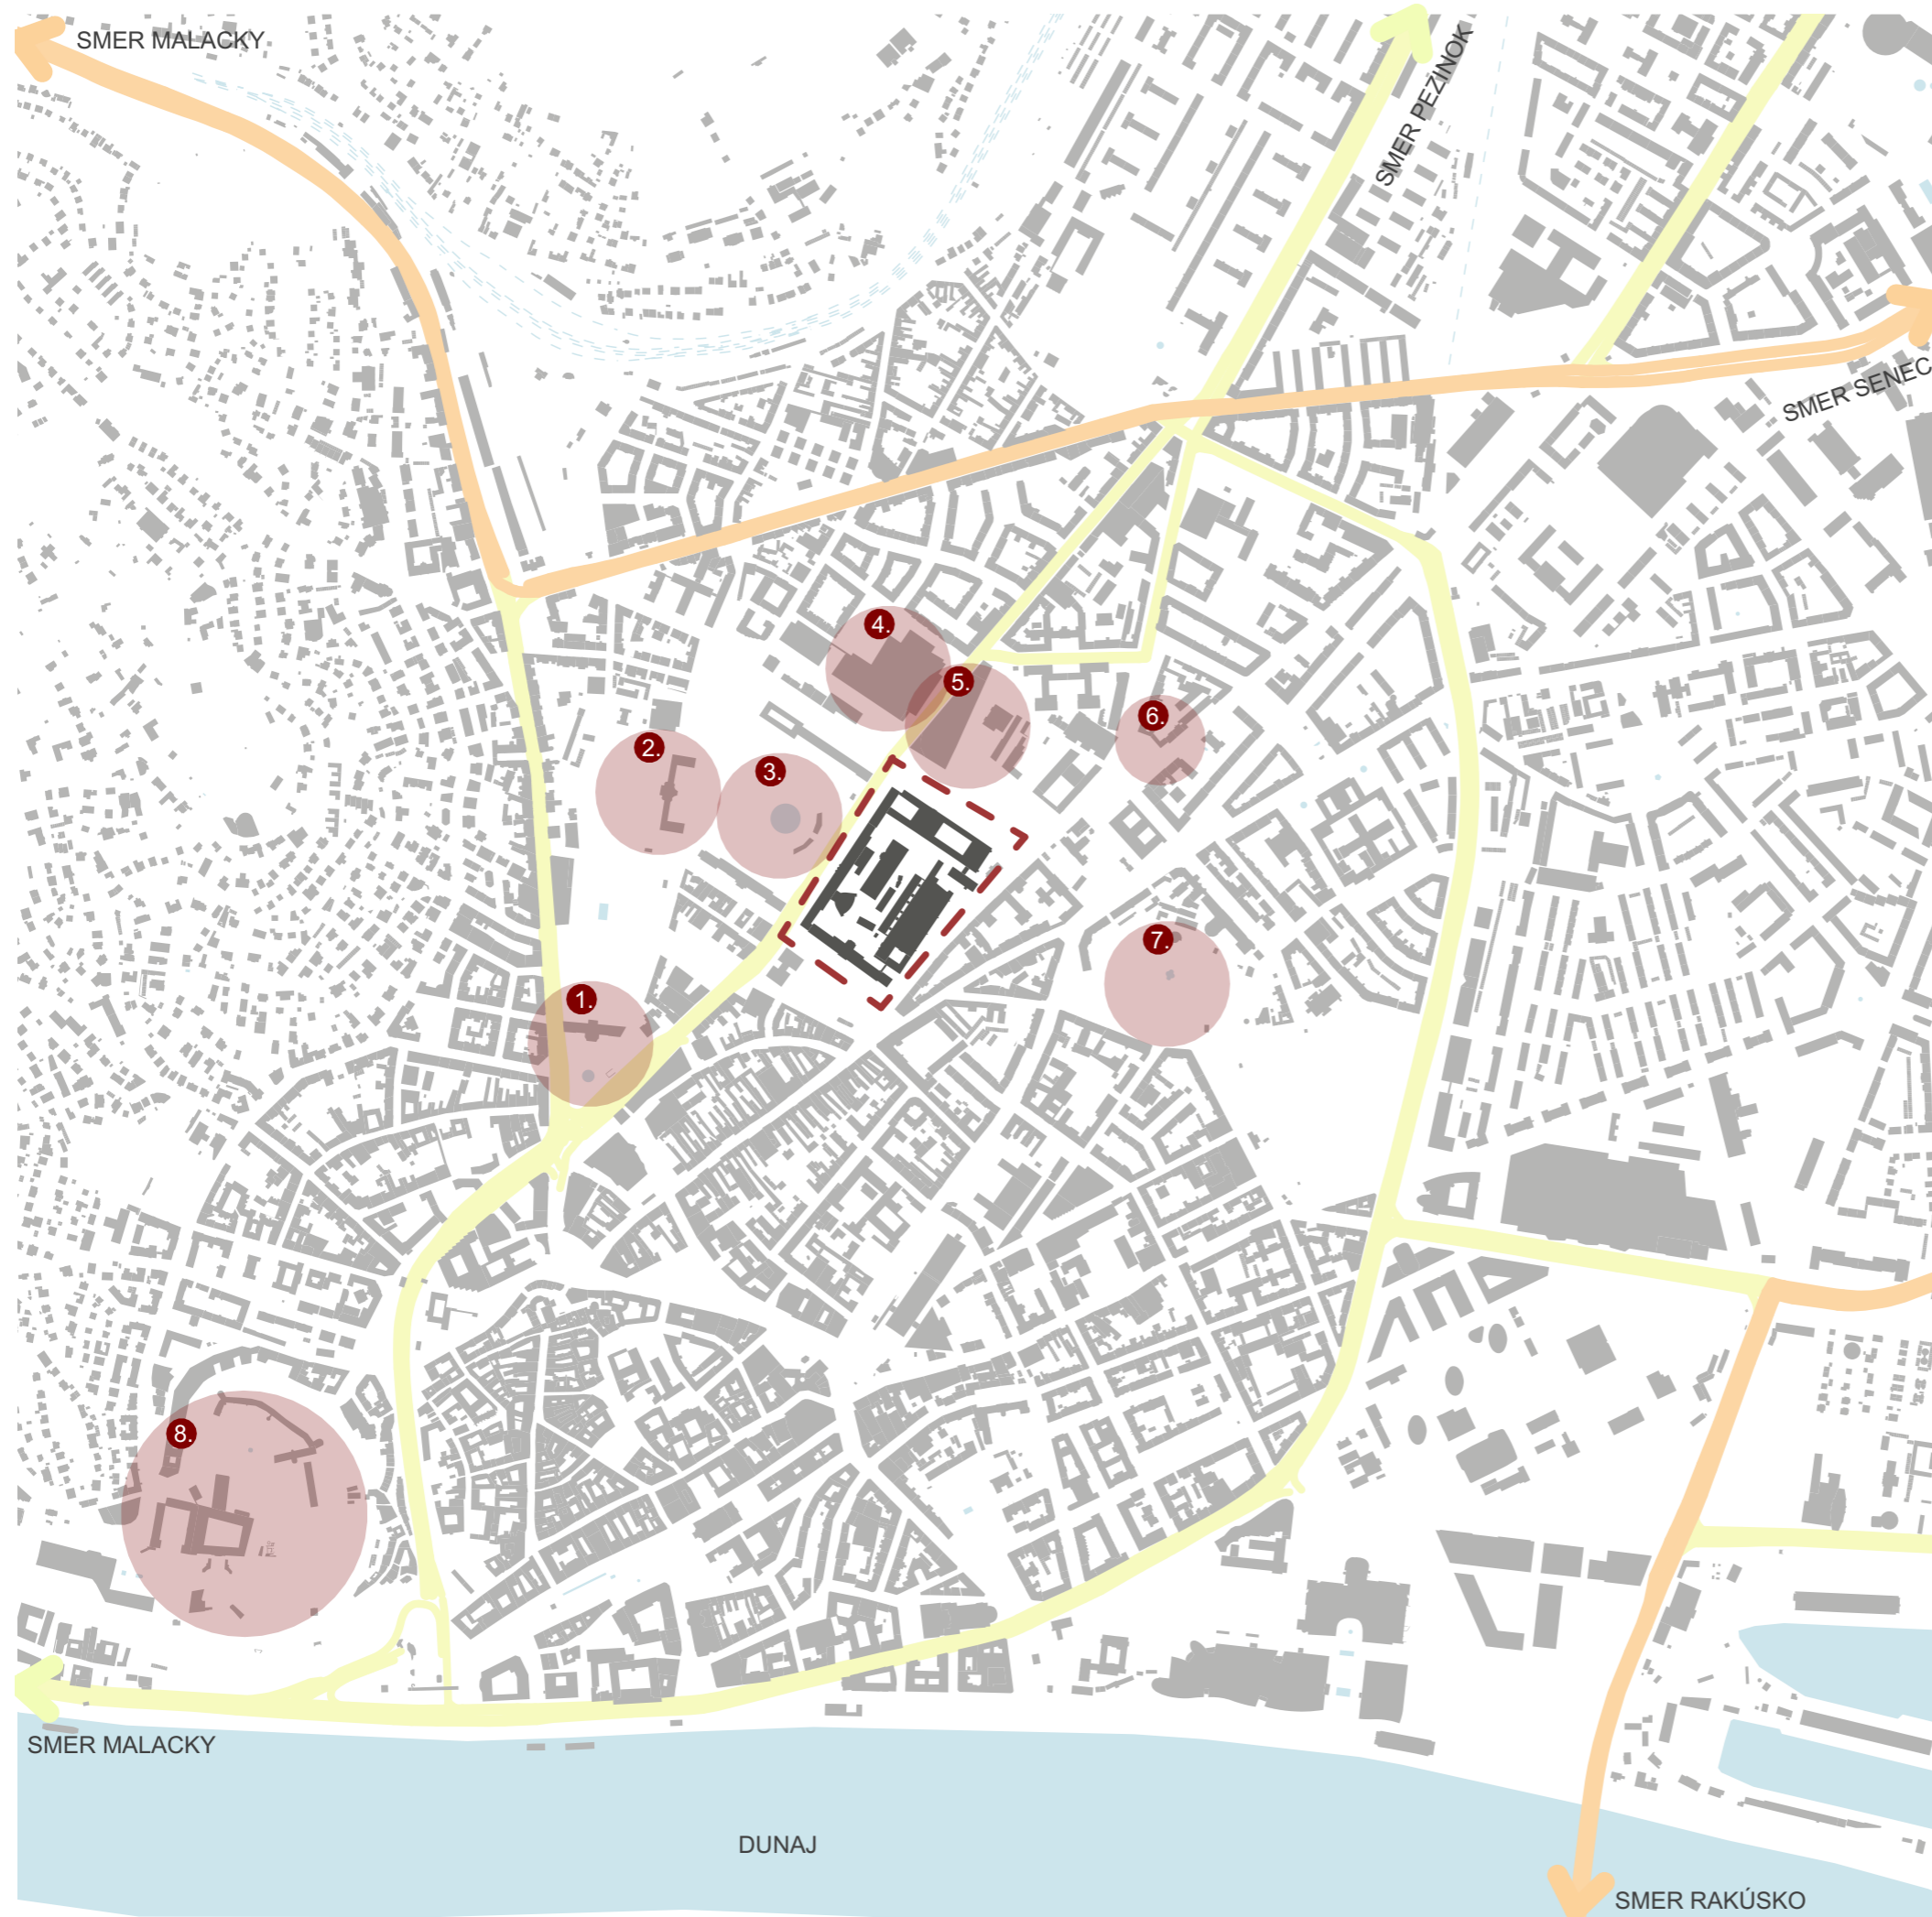 SMER MALACKY
SMER PEZINOK
SMER SENEC
4.
5.
6.
2.
3.
7.
1.
8.
SMER MALACKY
DUNAJ
SMER RAKÚSKO